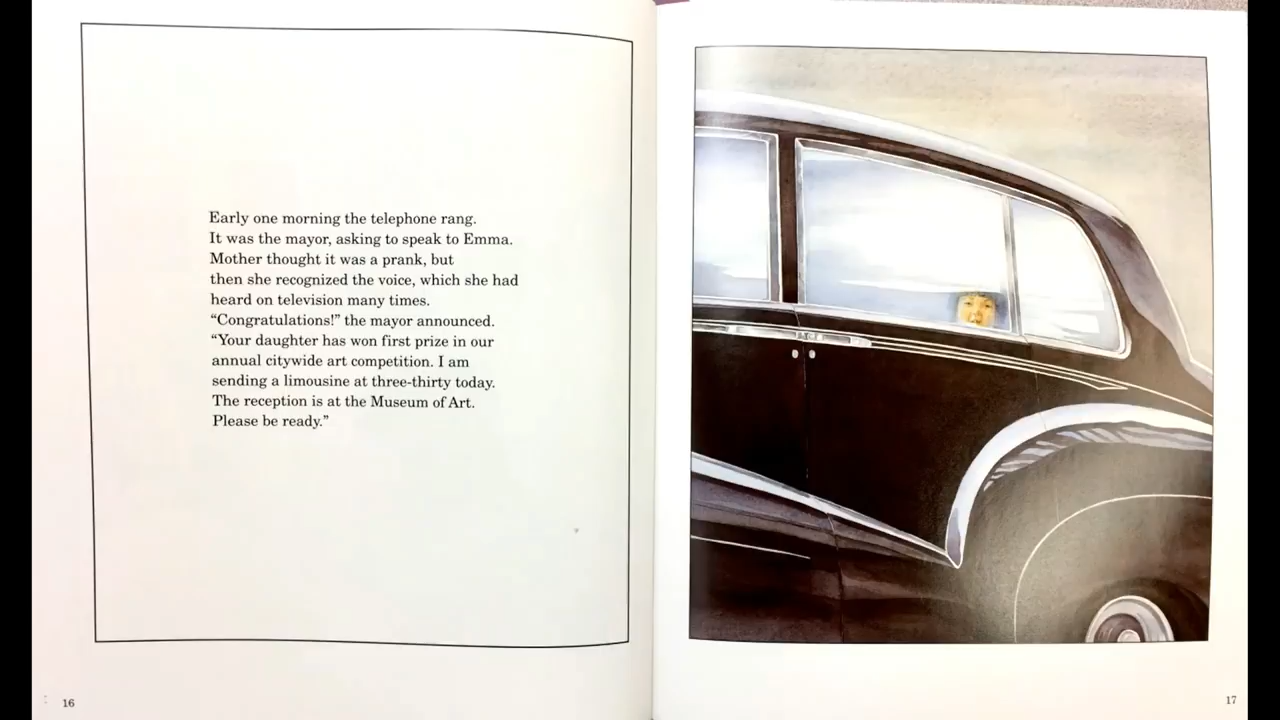 Early one morning the telephone rang.
It was the mayor, asking to speak to Emma.
Mother thought it was a prank, but
then she recognized the voice, which she had
heard on television many times.
“Congratulations!” the mayor announced.
“Your daughter has won first prize in our
annual citywide art competition. I am
sending a limousine at three-thirty today.
The reception is at the Museum of Art.
Please be ready.”
16
17